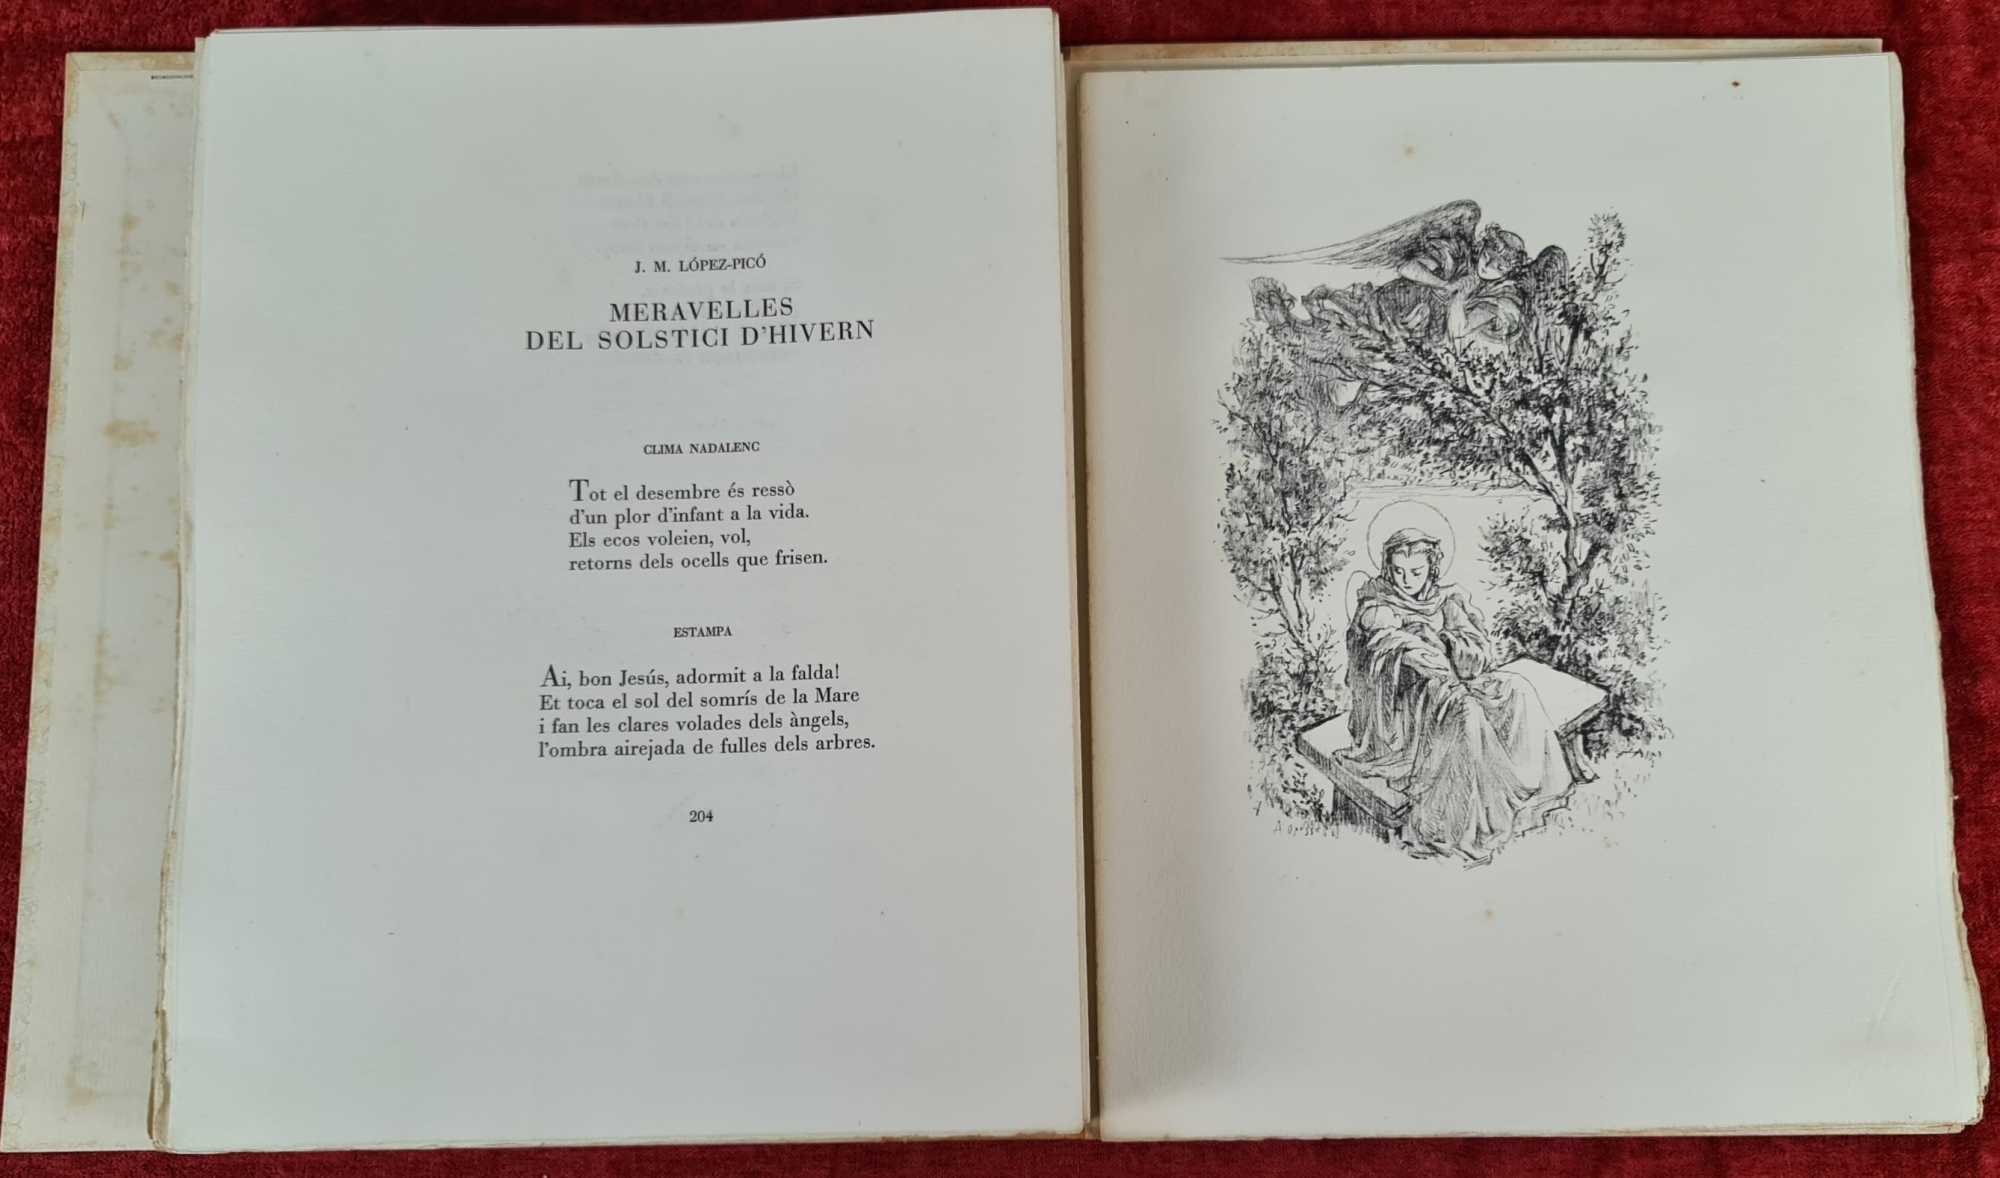 J. M. LÓPEZ-PICÓ
MERAVELLES
DEL SOLSTICI D'HIVERN
CLIMA NADALENC
Tot el desembre és ressò
d'un plor d'infant a la vida.
Els ecos voleien, vol,
retorns dels ocells que frisen.
ESTAMPA
Ai, bon Jesús, adormit a la falda!
Et toca el sol del somrís de la Mare
i fan les clares volades dels àngels,
l'ombra airejada de fulles dels arbres.
204